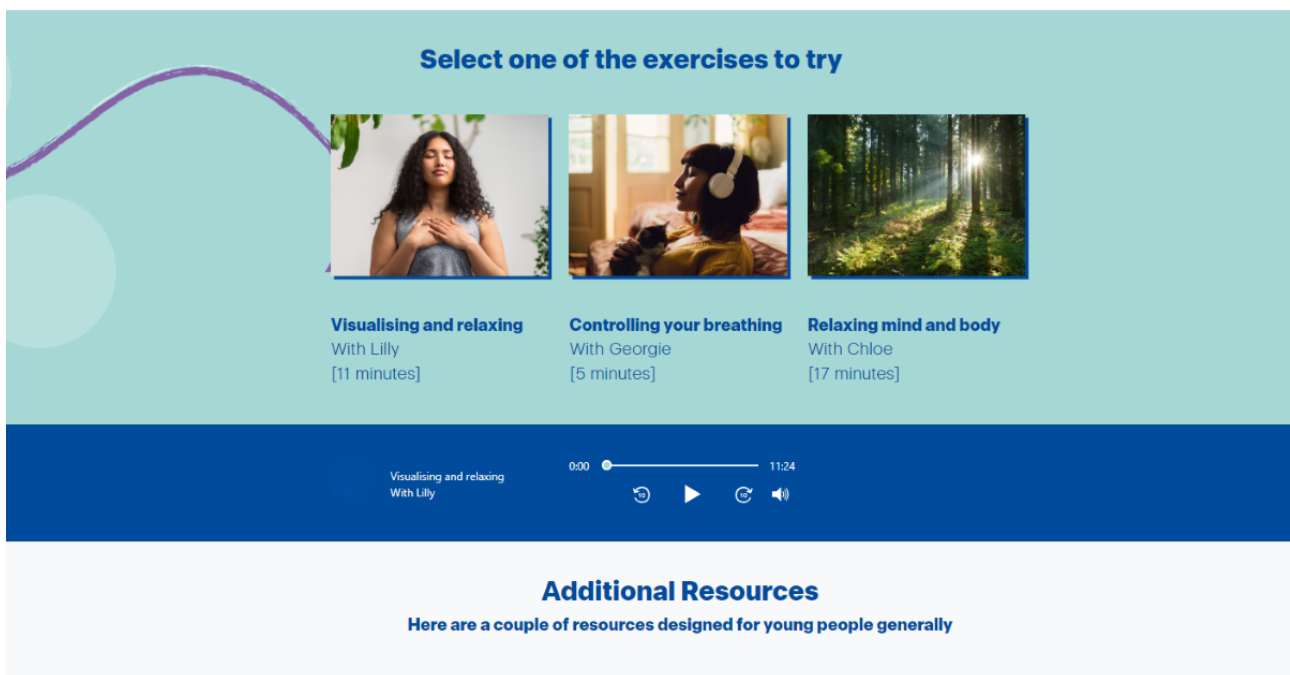 Select one of the exercises to try
Visualising and relaxing
With Lilly
[11 minutes]
Controlling your breathing
With Georgie
[5 minutes]
Relaxing mind and body
With Chloe
[17 minutes]
Visualising and relaxing
With Lilly
0:00
11:24
10
10
Additional Resources
Here are a couple of resources designed for young people generally